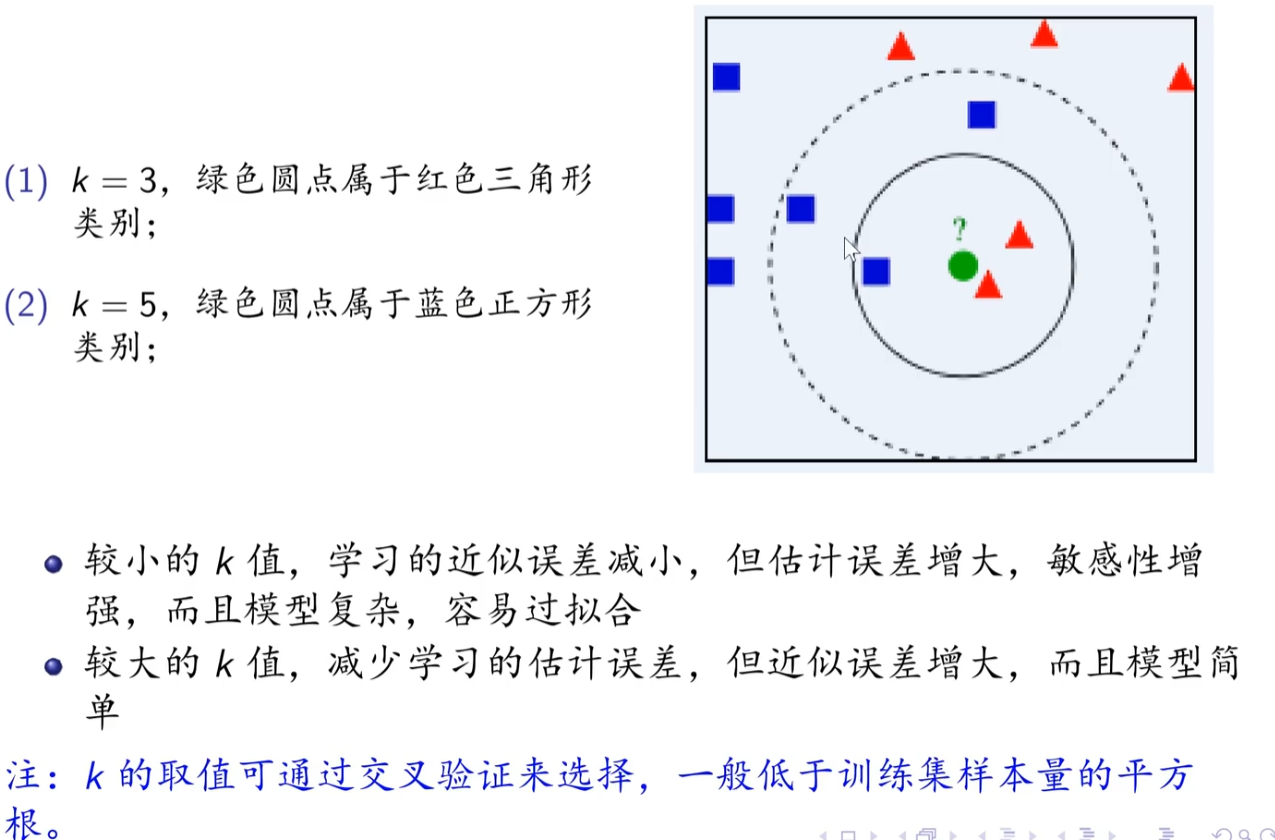 (1) k = 3，绿色圆点属于红色三角形
类别；
(2) k = 5，绿色圆点属于蓝色正方形
类别；
?
较小的 k 值，学习的近似误差减小，但估计误差增大，敏感性增
强，而且模型复杂，容易过拟合
较大的 k 值，减少学习的估计误差，但近似误差增大，而且模型简
单
注：k 的取值可通过交叉验证来选择，一般低于训练集样本量的平方
根。